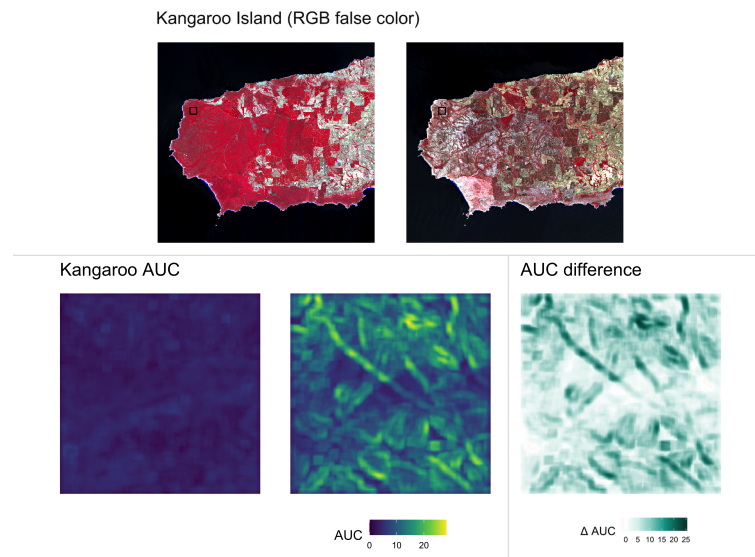 Kangaroo Island (RGB false color)
Kangaroo AUC
AUC difference
AUC
0 10 20
Δ AUC
0 5 10 15 20 25